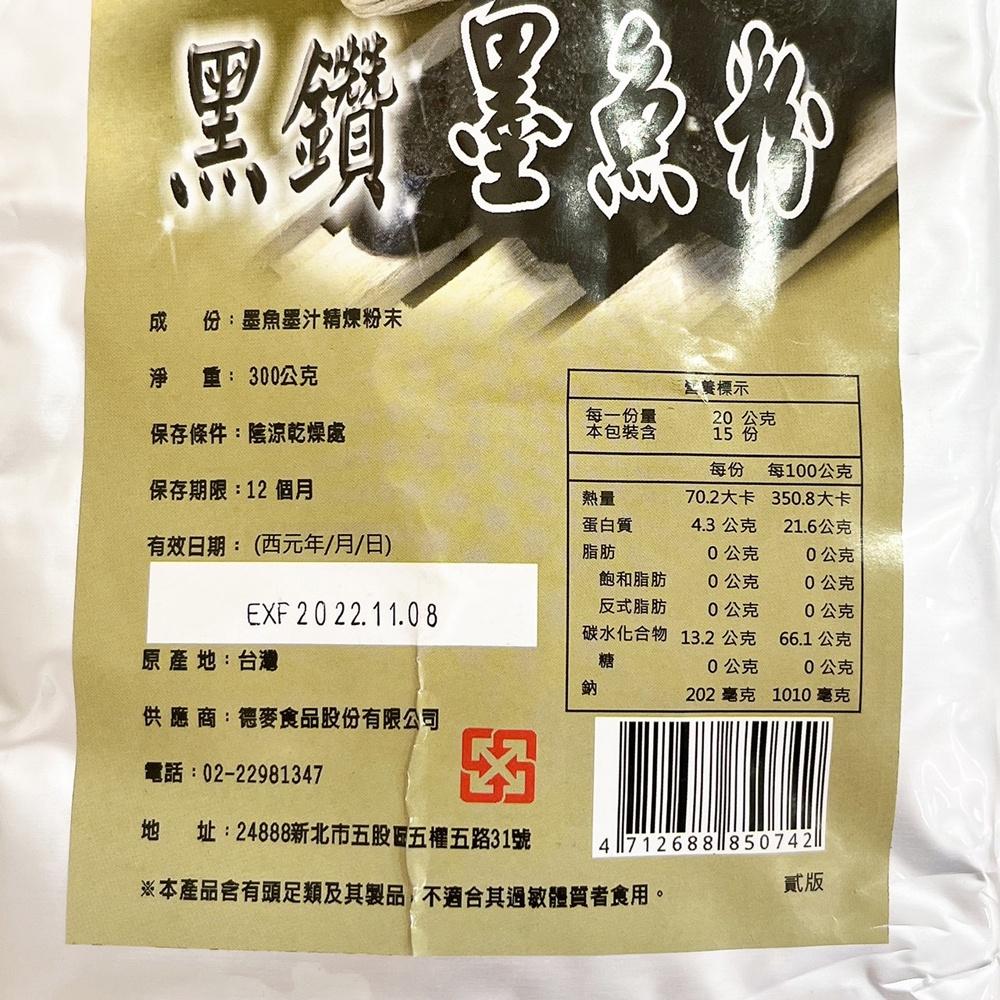 黑鑽墨魚粉
成 份：墨魚墨汁精煉粉末
淨 重：300公克
保存條件：陰涼乾燥處
保存期限：12 個月
有效日期：(西元年/月/日)
EXF 2022.11.08
原 產 地：台灣
供 應 商：德麥食品股份有限公司
電話：02-22981347
地 址：24888新北市五股區五權五路31號
※本產品含有頭足類及其製品，不適合其過敏體質者食用。
營養標示
每一份量 20 公克
本包裝含 15 份
每份 每100公克
熱量 70.2大卡 350.8大卡
蛋白質 4.3 公克 21.6公克
脂肪 0 公克 0 公克
飽和脂肪 0 公克 0 公克
反式脂肪 0 公克 0 公克
碳水化合物 13.2 公克 66.1 公克
糖 0 公克 0 公克
鈉 202 毫克 1010 毫克
4 712688 850742
貳版